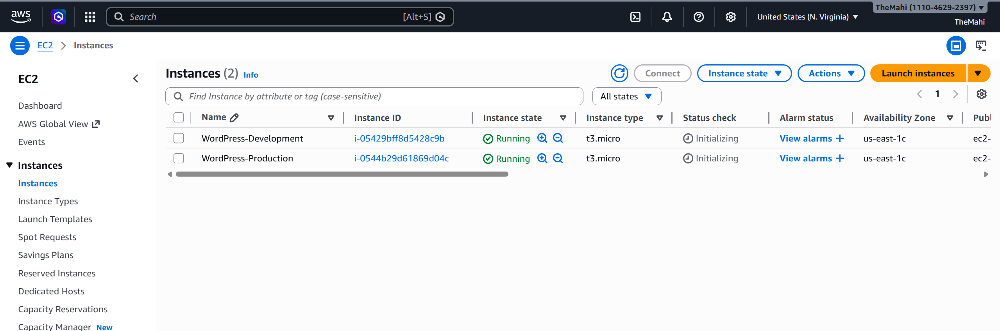 aws
Search [Alt+S]
United States (N. Virginia)
TheMahi (1110-4629-2397)
TheMahi
EC2 Instances
EC2
Dashboard
AWS Global View
Events
Instances
Instances
Instance Types
Launch Templates
Spot Requests
Savings Plans
Reserved Instances
Dedicated Hosts
Capacity Reservations
Capacity Manager New
Instances (2) Info
Connect Instance state Actions Launch instances
Find Instance by attribute or tag (case-sensitive) All states 1
Name Instance ID Instance state Instance type Status check Alarm status Availability Zone Publ
WordPress-Development i-05429bff8d5428c9b Running t3.micro Initializing View alarms + us-east-1c ec2-
WordPress-Production i-0544b29d61869d04c Running t3.micro Initializing View alarms + us-east-1c ec2-